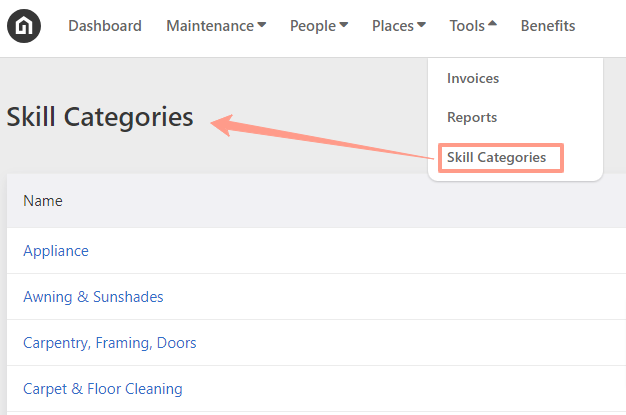 Dashboard Maintenance People Places Tools Benefits
Invoices
Reports
Skill Categories
Skill Categories
Name
Appliance
Awning & Sunshades
Carpentry, Framing, Doors
Carpet & Floor Cleaning